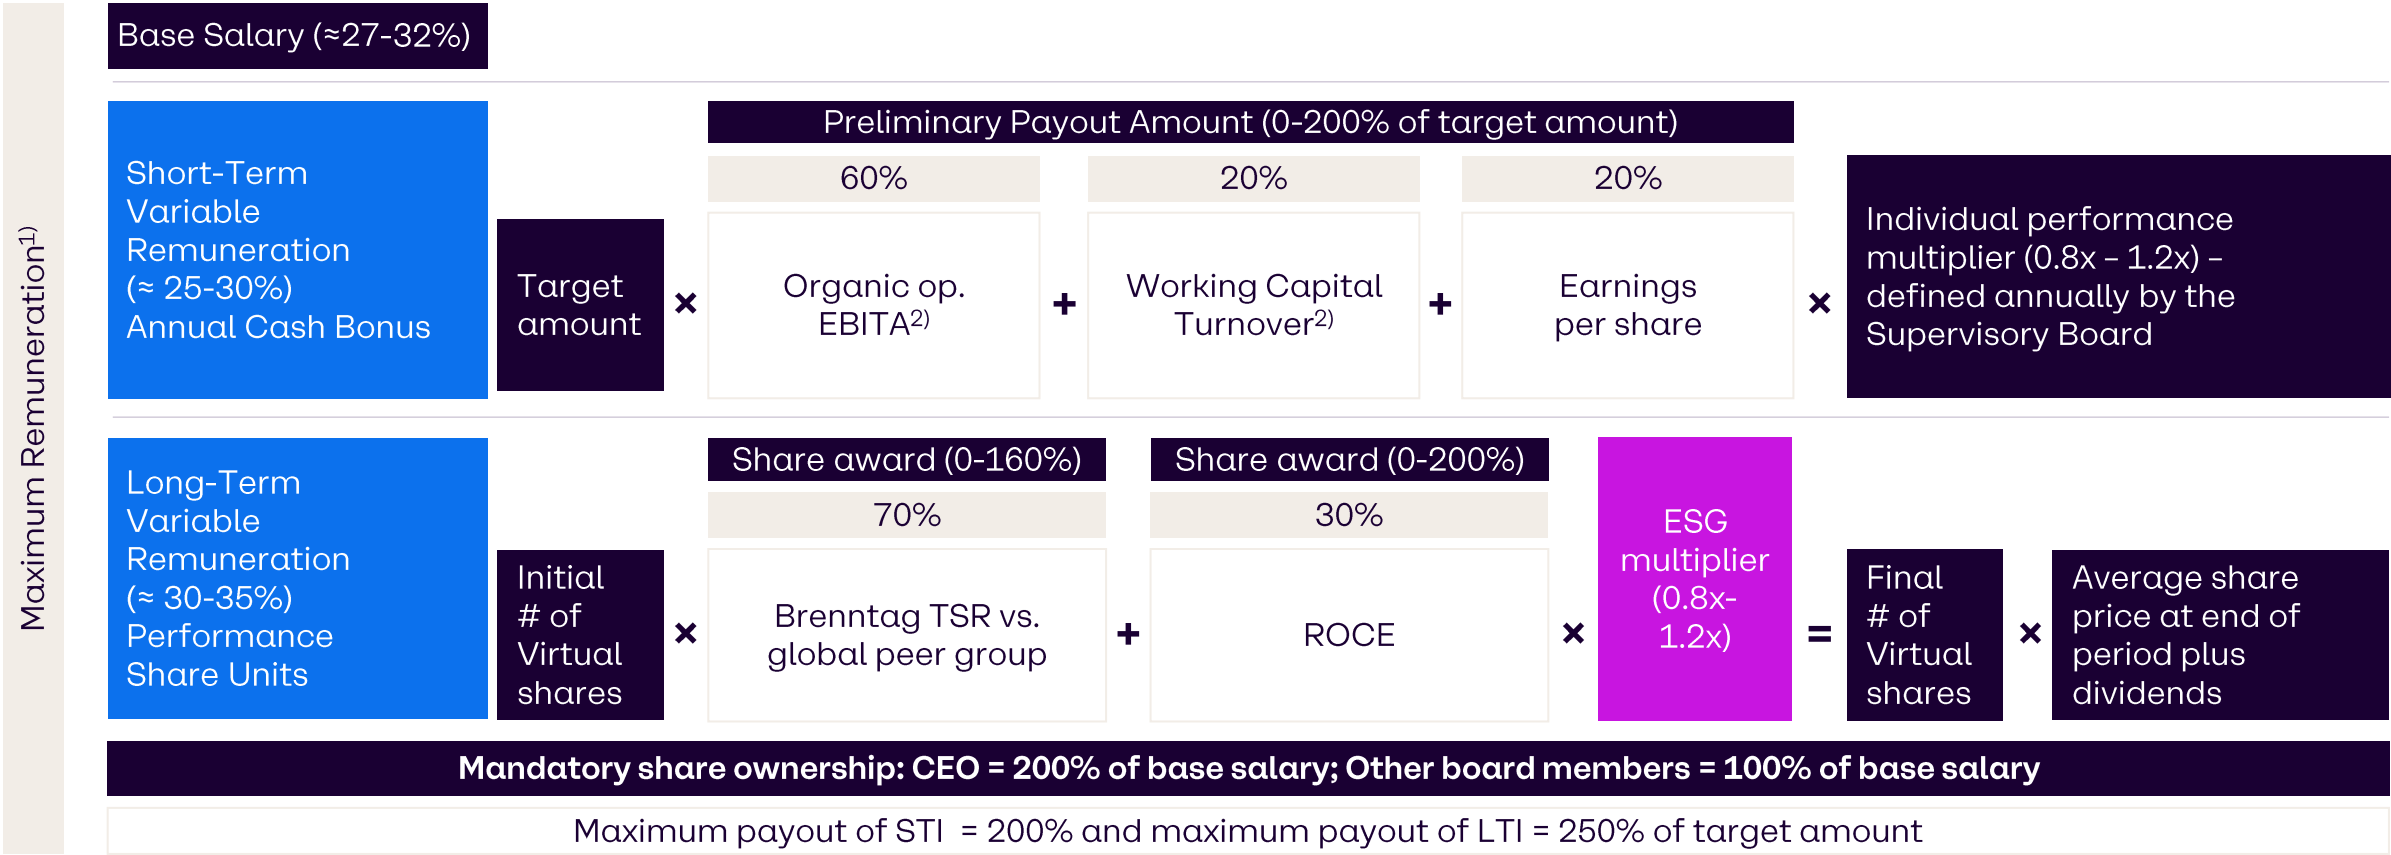 Maximum Remuneration1)
Base Salary (≈27-32%)
Short-Term
Variable
Remuneration
(≈ 25-30%)
Annual Cash Bonus
Target
amount
×
Preliminary Payout Amount (0-200% of target amount)
60%
Organic op.
EBITA2)
+
20%
Working Capital
Turnover2)
+
20%
Earnings
per share
×
Individual performance
multiplier (0.8x – 1.2x) –
defined annually by the
Supervisory Board
Long-Term
Variable
Remuneration
(≈ 30-35%)
Performance
Share Units
Initial
# of
Virtual
shares
×
Share award (0-160%)
70%
Brenntag TSR vs.
global peer group
+
Share award (0-200%)
30%
ROCE
×
ESG
multiplier
(0.8x-
1.2x)
=
Final
# of
Virtual
shares
×
Average share
price at end of
period plus
dividends
Mandatory share ownership: CEO = 200% of base salary; Other board members = 100% of base salary
Maximum payout of STI = 200% and maximum payout of LTI = 250% of target amount